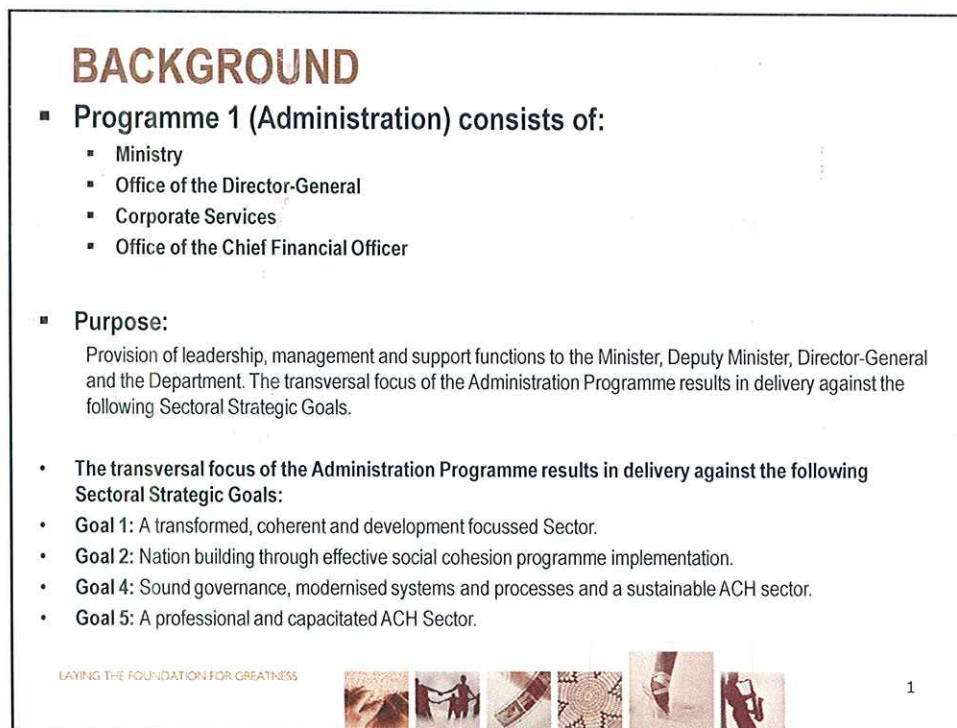 BACKGROUND
▪ Programme 1 (Administration) consists of:
▪ Ministry
▪ Office of the Director-General
▪ Corporate Services
▪ Office of the Chief Financial Officer
▪ Purpose:
Provision of leadership, management and support functions to the Minister, Deputy Minister, Director-General
and the Department. The transversal focus of the Administration Programme results in delivery against the
following Sectoral Strategic Goals.
• The transversal focus of the Administration Programme results in delivery against the following
Sectoral Strategic Goals:
• Goal 1: A transformed, coherent and development focussed Sector.
• Goal 2: Nation building through effective social cohesion programme implementation.
• Goal 4: Sound governance, modernised systems and processes and a sustainable ACH sector.
• Goal 5: A professional and capacitated ACH Sector.
LAYING THE FOUNDATION FOR GREATNESS
1